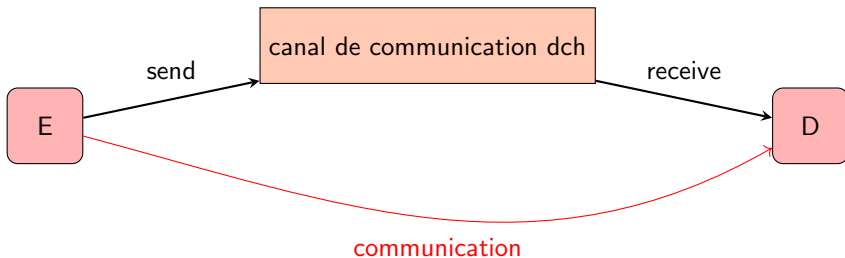 canal de communication dch
send
receive
E
D
communication